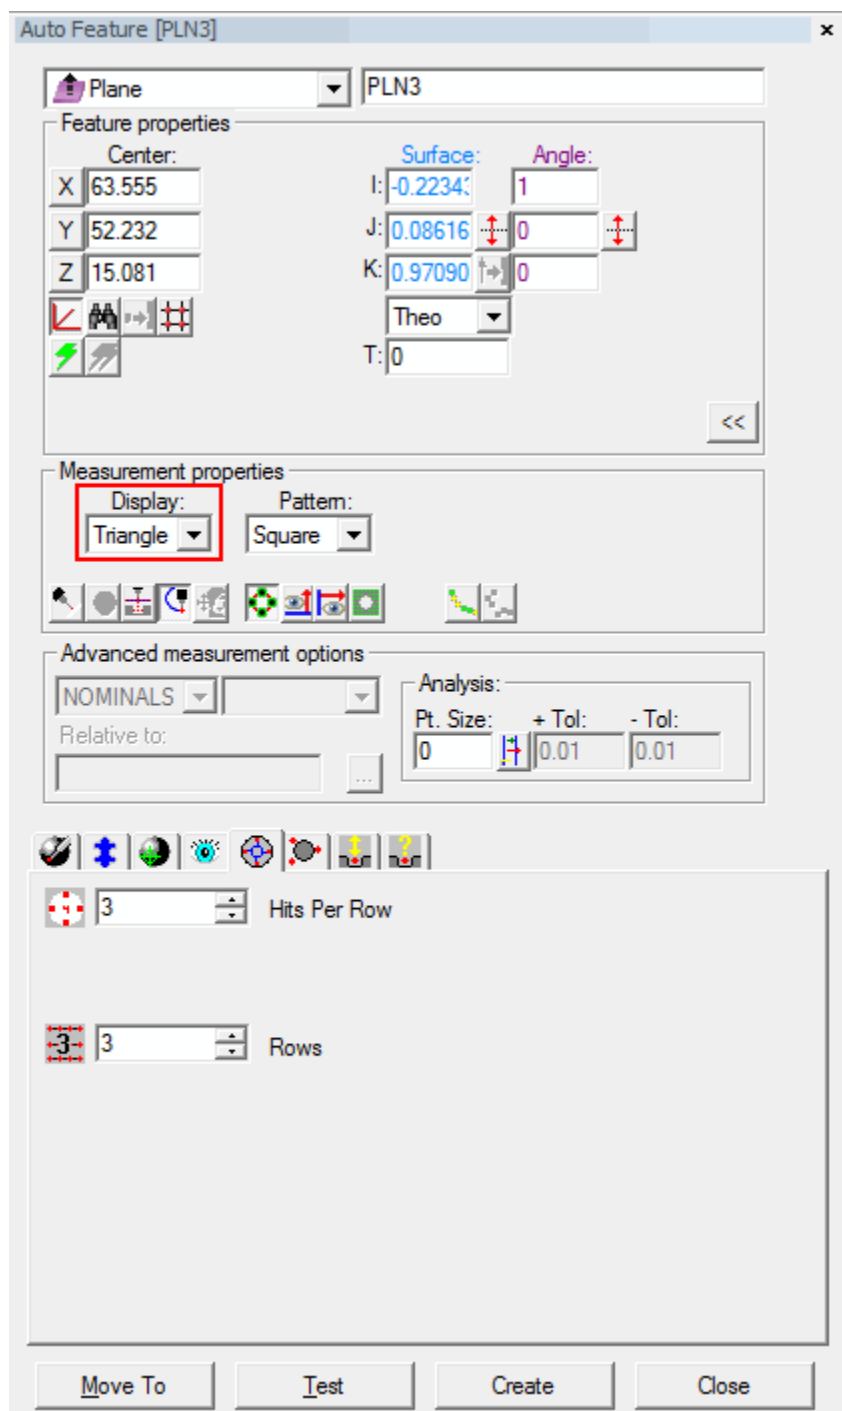 Auto Feature [PLN3]
Plane PLN3
Feature properties
Center: Surface: Angle:
X 63.555 I: -0.2234 1
Y 52.232 J: 0.08616 0
Z 15.081 K: 0.97090 0
Theo
T: 0
<<
Measurement properties
Display: Pattern:
Triangle Square
Advanced measurement options
NOMINALS
Analysis:
Pt. Size: + Tol: - Tol:
Relative to:
0 0.01 0.01
...
3 Hits Per Row
-3- 3 Rows
Move To Test Create Close